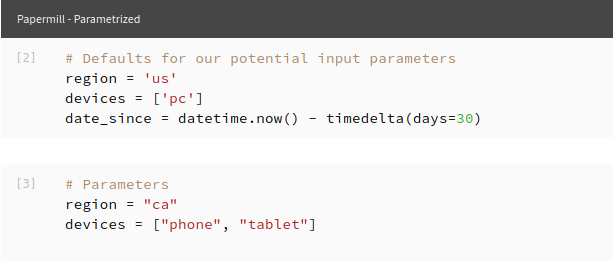 Papermill - Parametrized
[2]
# Defaults for our potential input parameters
region = 'us'
devices = ['pc']
date_since = datetime.now() - timedelta(days=30)
[3]
# Parameters
region = "ca"
devices = ["phone", "tablet"]